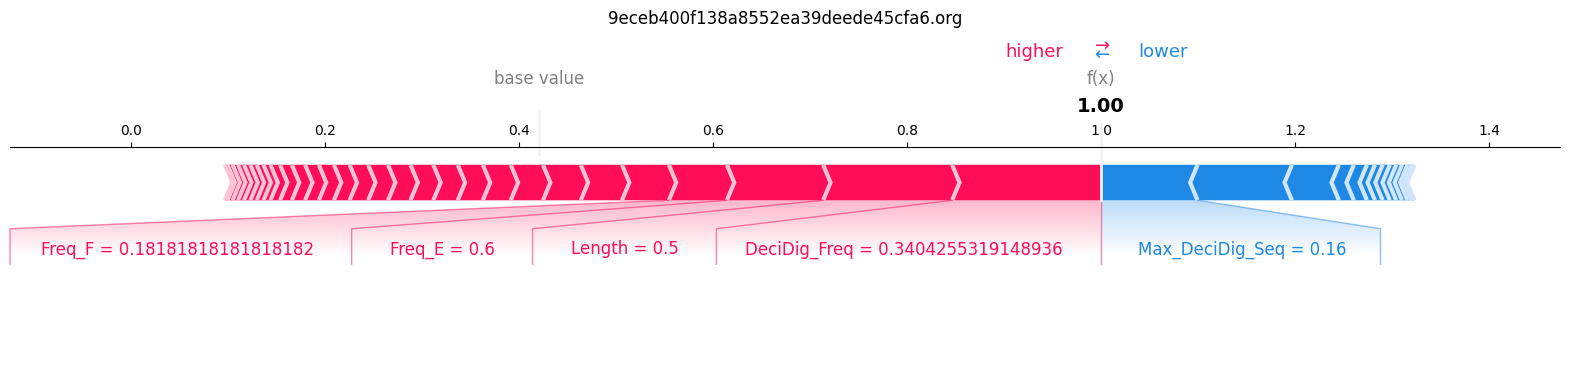 9eceb400f138a8552ea39deede45cfa6.org
higher → ← lower
base value f(x)
1.00
0.0 0.2 0.4 0.6 0.8 1.0 1.2 1.4
Freq_F = 0.18181818181818182 Freq_E = 0.6 Length = 0.5 DeciDig_Freq = 0.3404255319148936 Max_DeciDig_Seq = 0.16